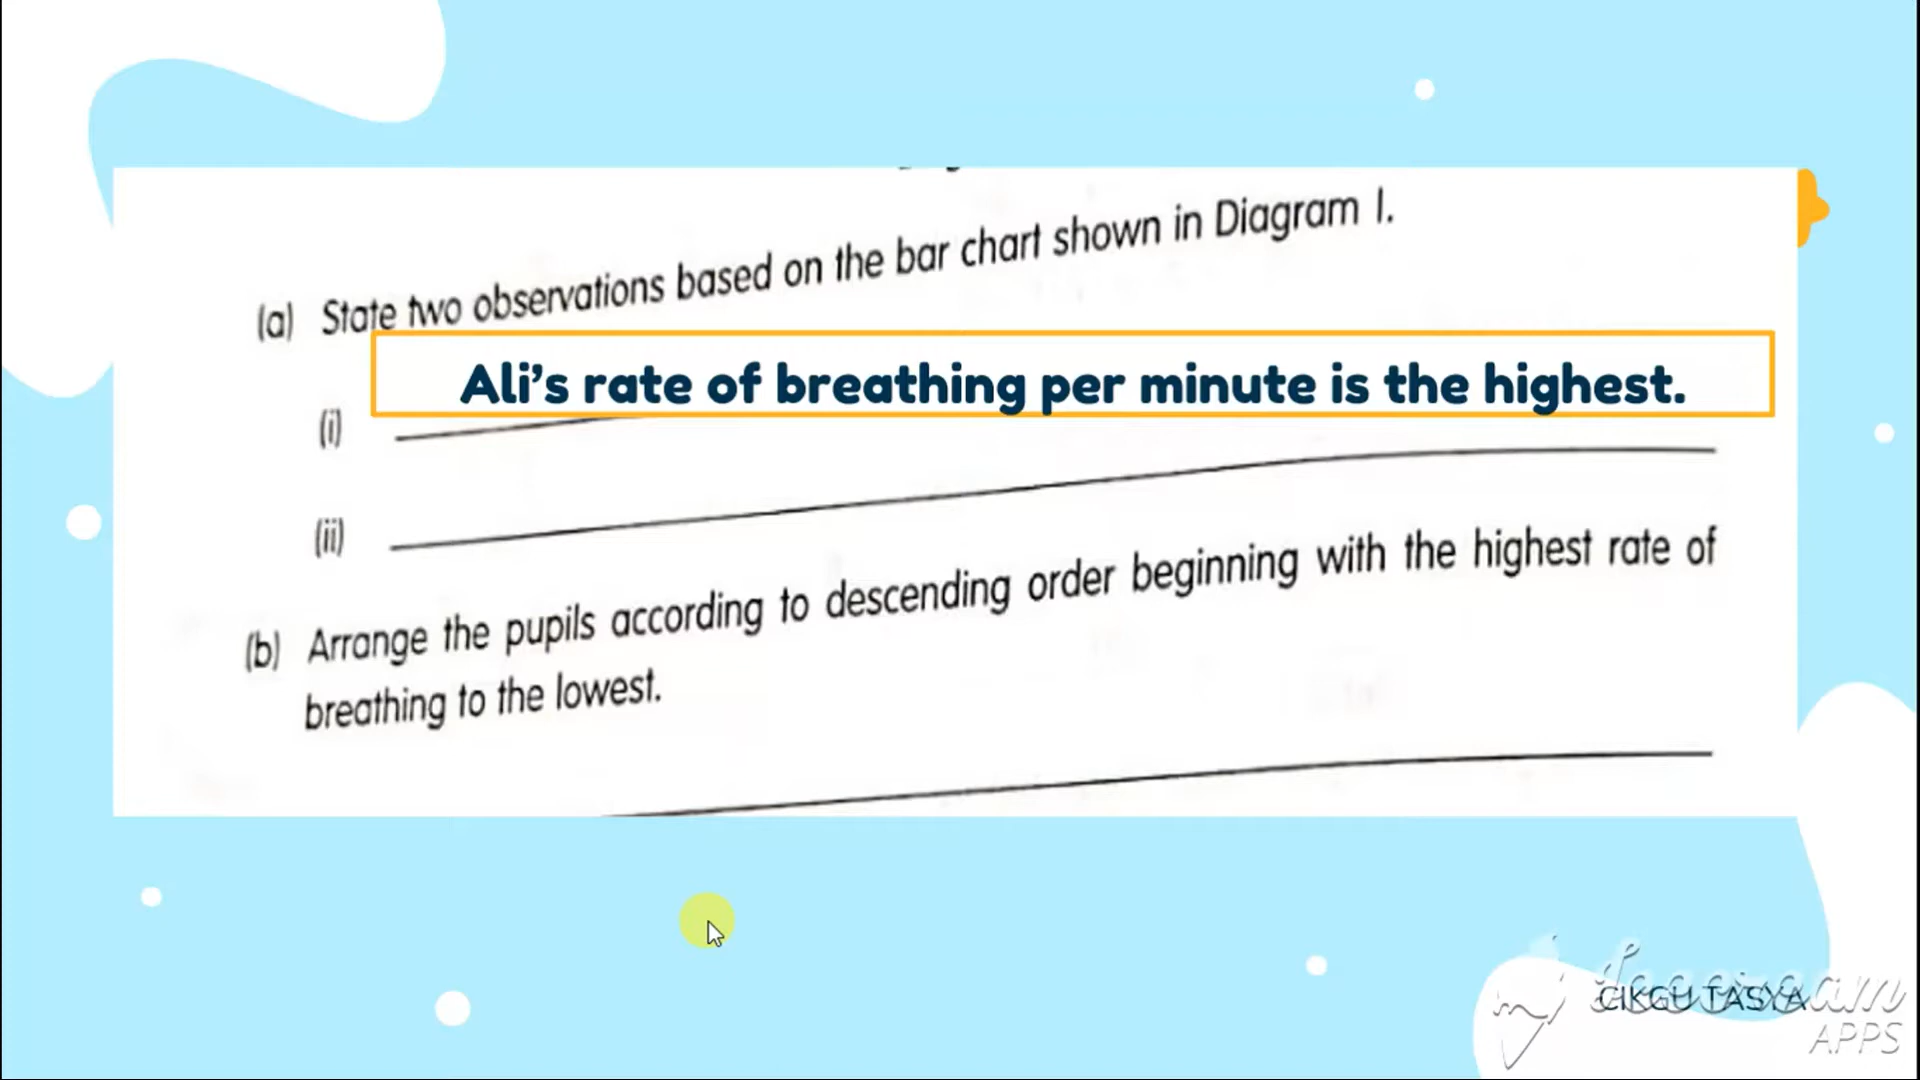 (a) State two observations based on the bar chart shown in Diagram 1.
Ali's rate of breathing per minute is the highest.
(i)
(ii)
(b) Arrange the pupils according to descending order beginning with the highest rate of
breathing to the lowest.
CIKGU TASYA
APPS